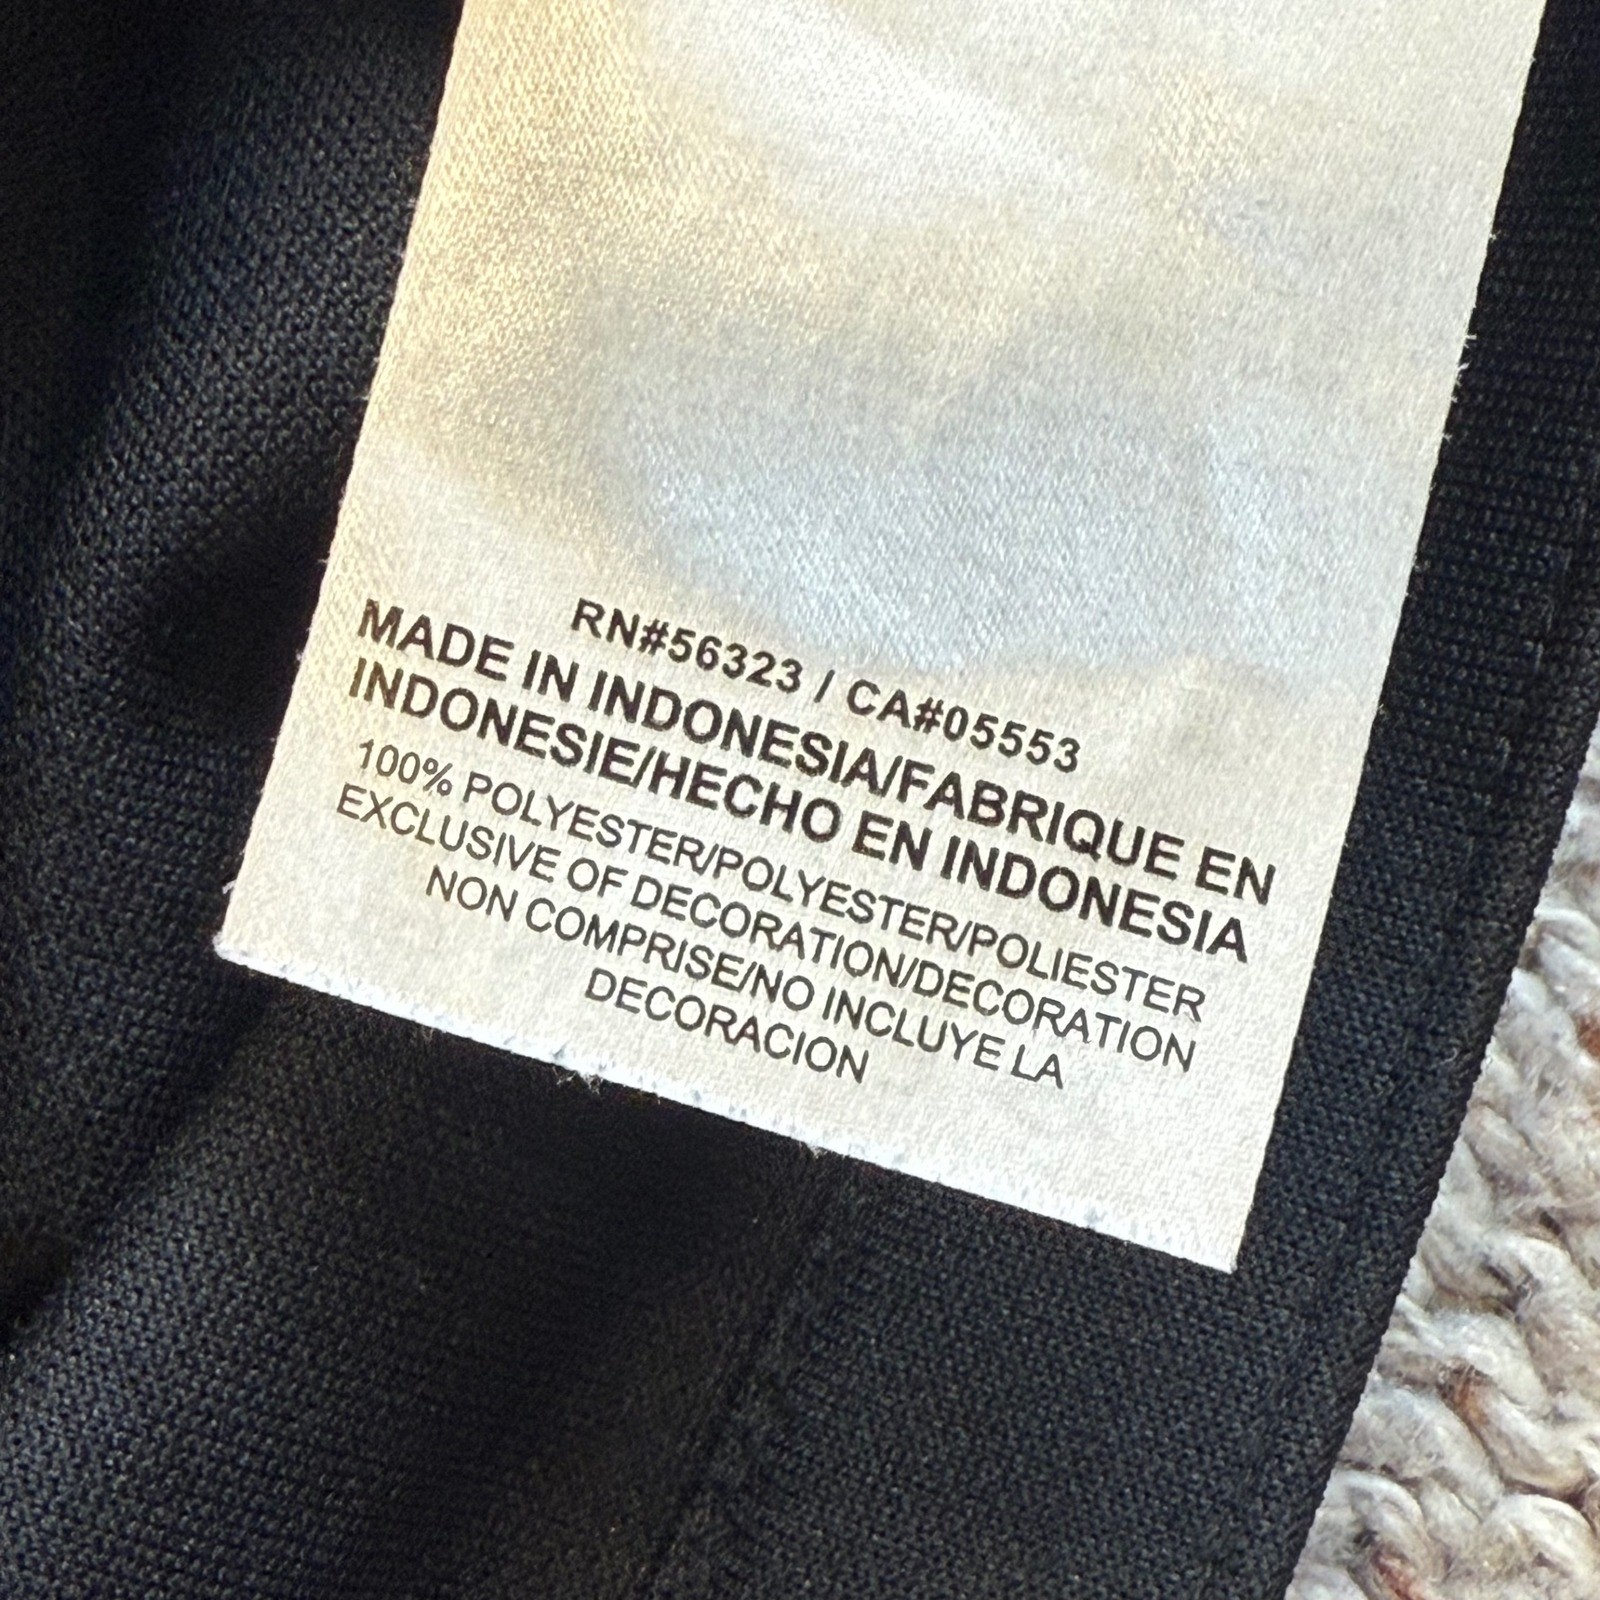 RN#56323 / CA#05553
MADE IN INDONESIA/FABRIQUE EN
INDONESIE/HECHO EN INDONESIA
100% POLYESTER/POLYESTER/POLIESTER
EXCLUSIVE OF DECORATION/DECORATION
NON COMPRISE/NO INCLUYE LA
DECORACION